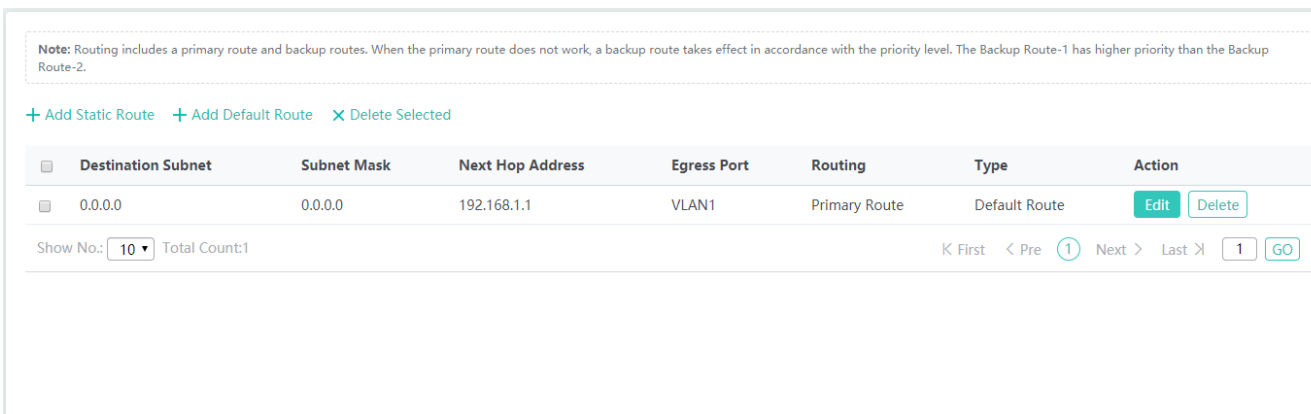 Note: Routing includes a primary route and backup routes. When the primary route does not work, a backup route takes effect in accordance with the priority level. The Backup Route-1 has higher priority than the Backup
Route-2.
+ Add Static Route + Add Default Route × Delete Selected
Destination Subnet Subnet Mask Next Hop Address Egress Port Routing Type Action
0.0.0.0 0.0.0.0 192.168.1.1 VLAN1 Primary Route Default Route Edit Delete
Show No.: 10 Total Count:1 First Pre 1 Next Last 1 GO